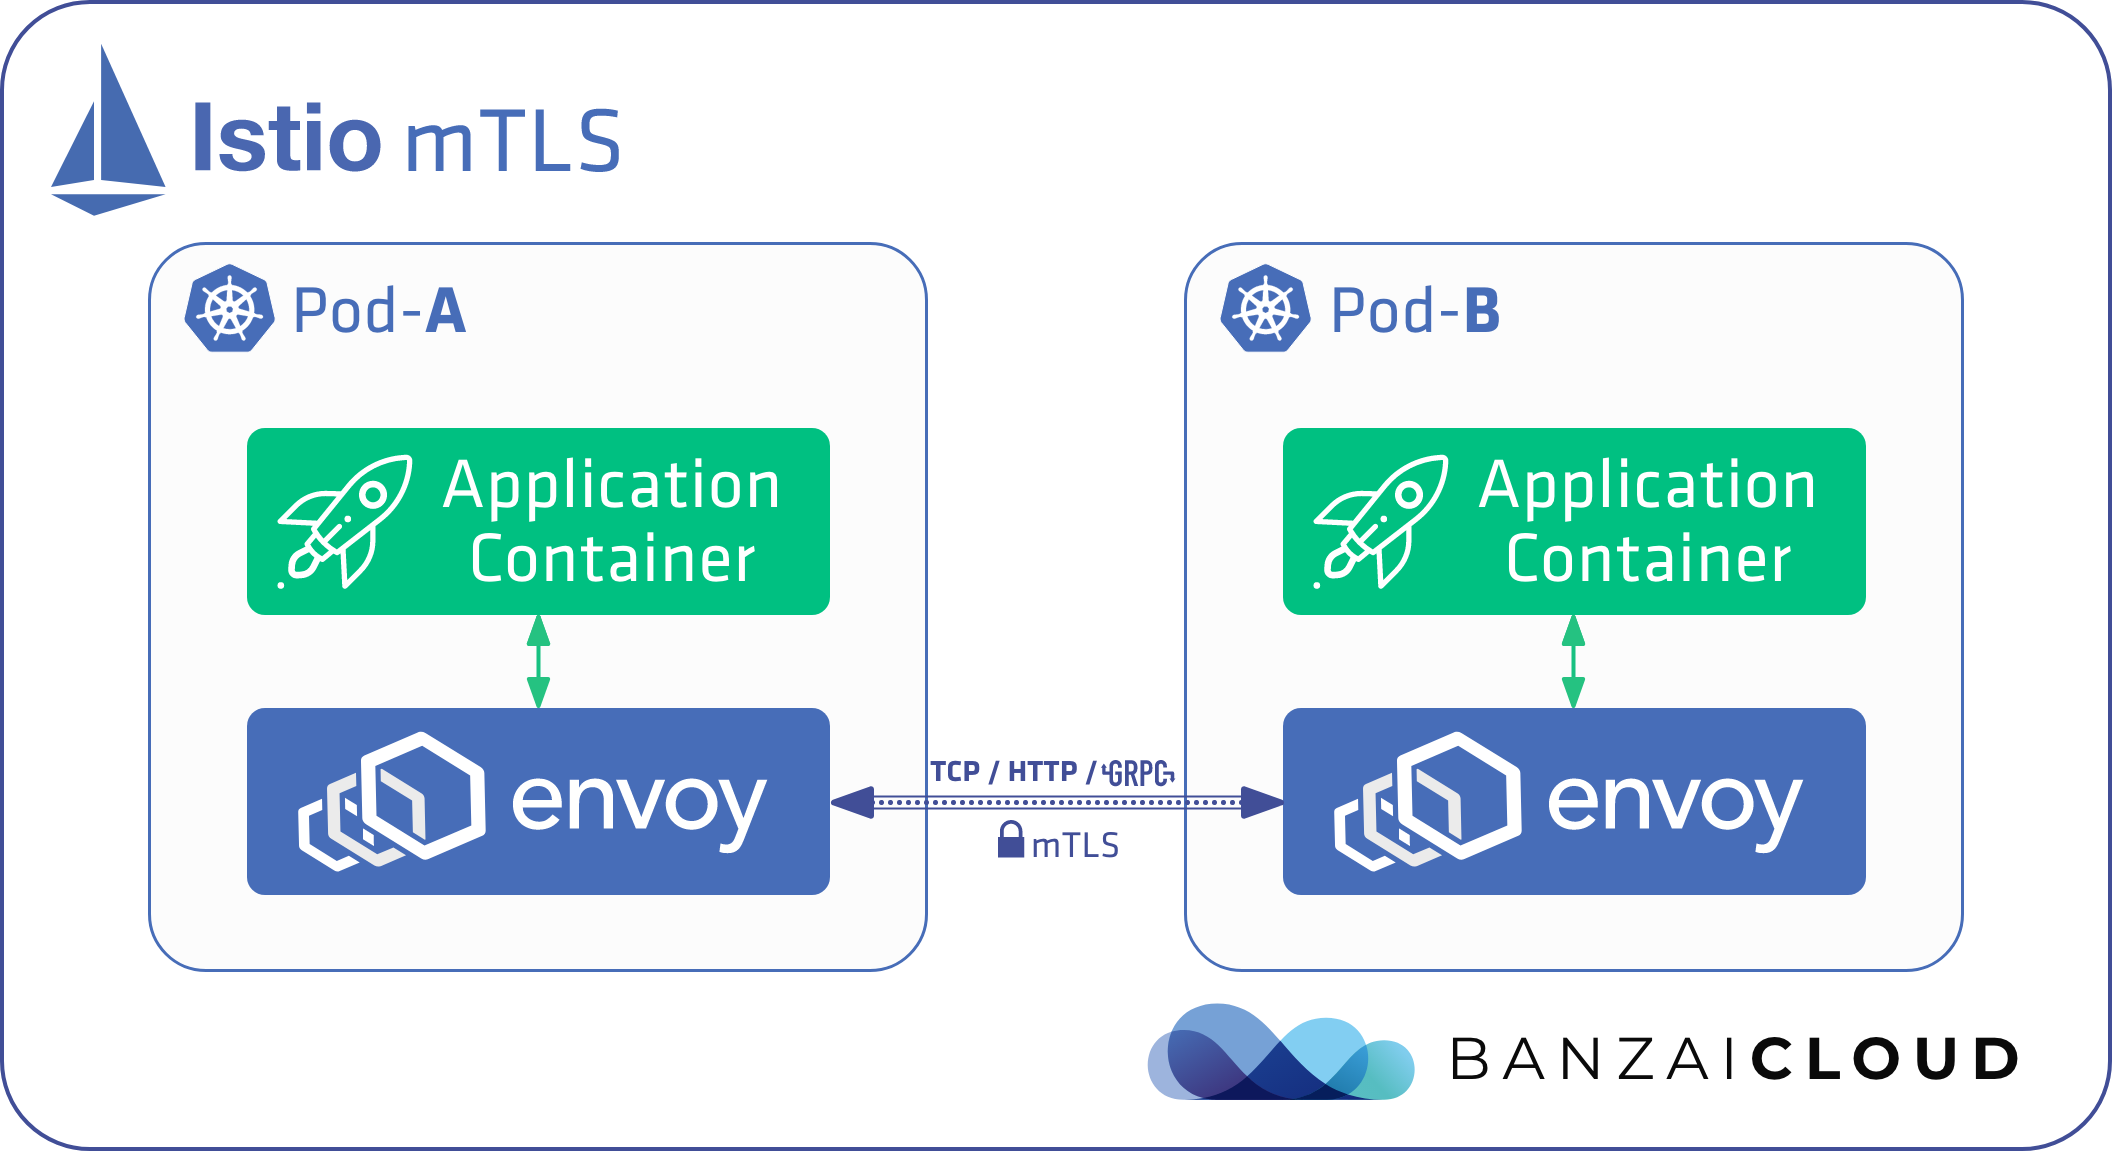 Istio mTLS
Pod-A
Application
Container
envoy
TCP / HTTP / GRPC
mTLS
Pod-B
Application
Container
envoy
BANZAICLOUD